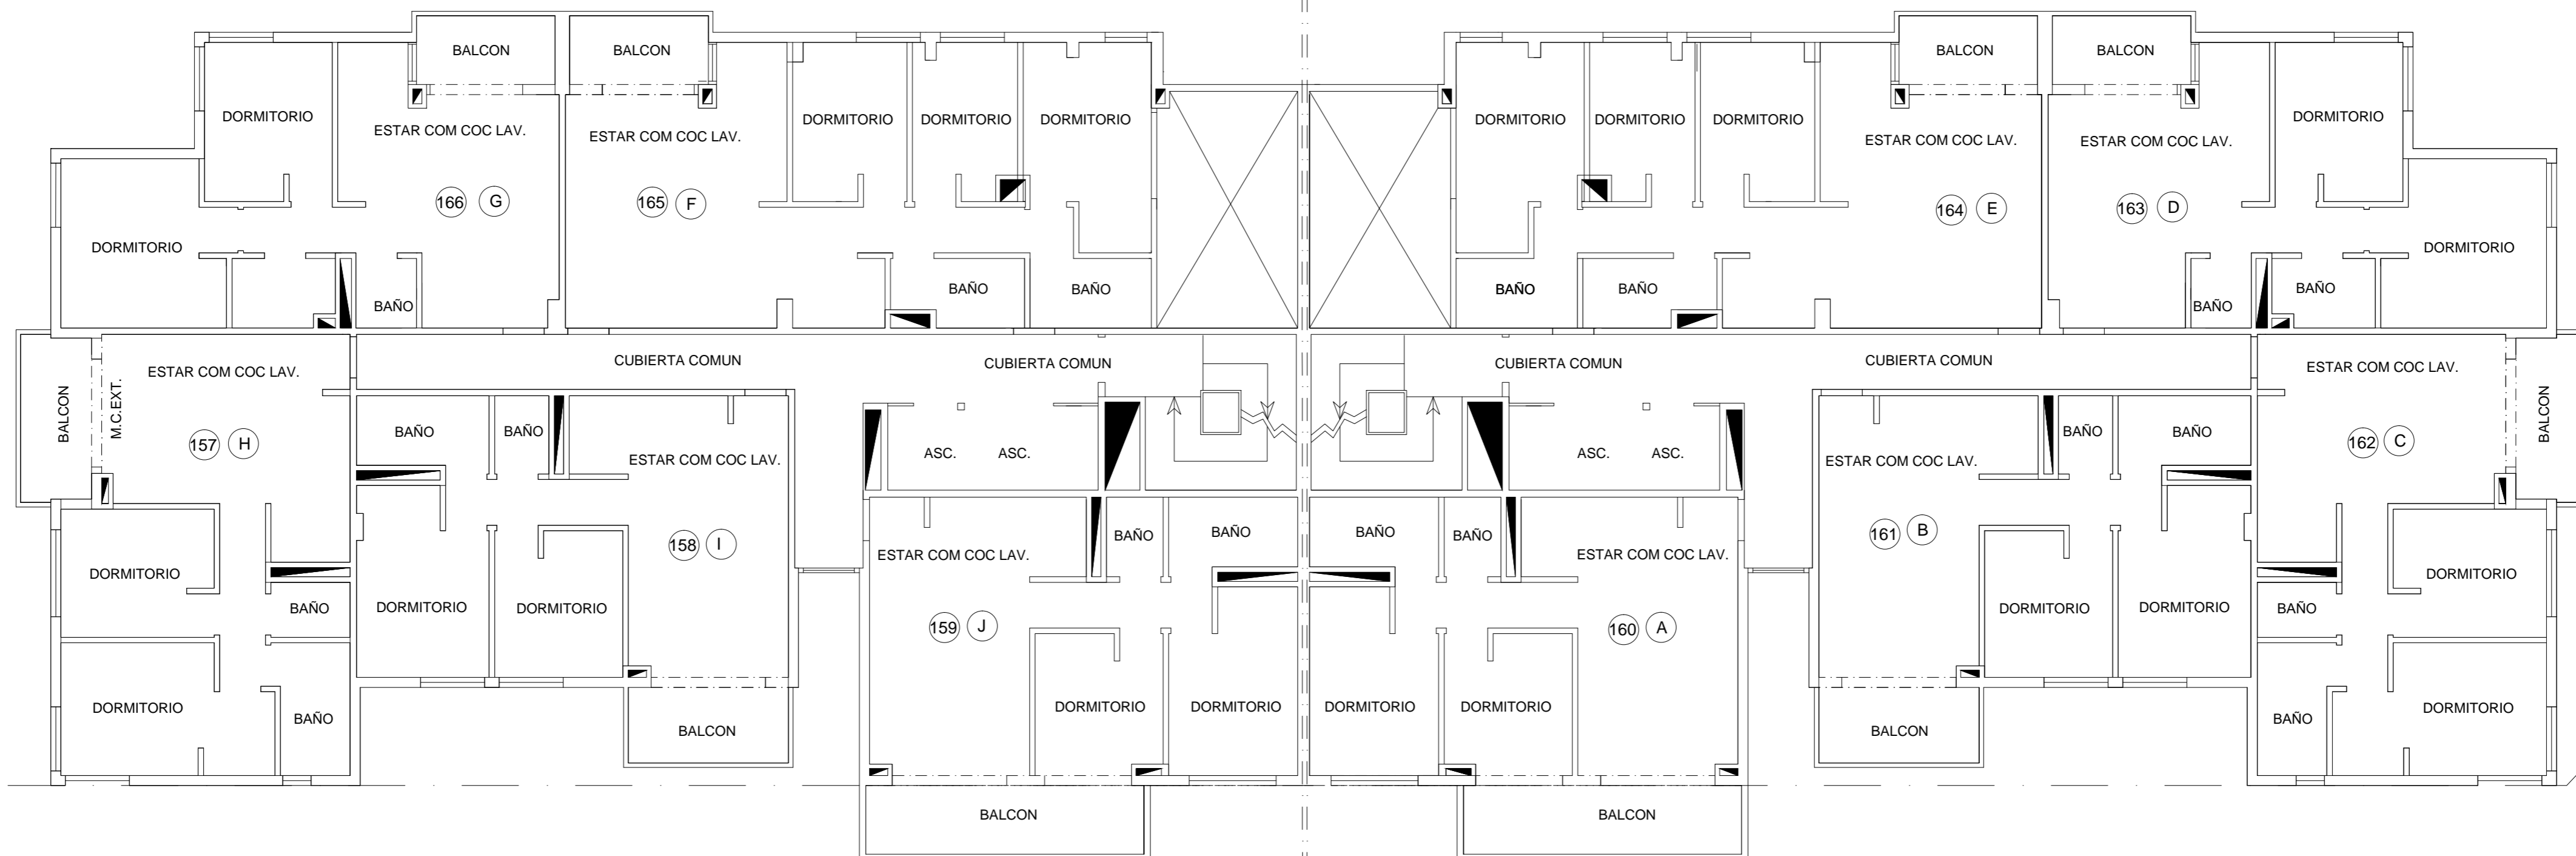 BALCON
BALCON
BALCON
BALCON
DORMITORIO
ESTAR COM COC LAV.
ESTAR COM COC LAV.
DORMITORIO
DORMITORIO
DORMITORIO
DORMITORIO
DORMITORIO
DORMITORIO
ESTAR COM COC LAV.
ESTAR COM COC LAV.
DORMITORIO
166 G
165 F
164 E
163 D
DORMITORIO
DORMITORIO
BAÑO
BAÑO
BAÑO
BAÑO
BAÑO
BAÑO
BAÑO
CUBIERTA COMUN
CUBIERTA COMUN
CUBIERTA COMUN
CUBIERTA COMUN
BALCON
M.C.EXT.
ESTAR COM COC LAV.
157 H
BAÑO
BAÑO
ESTAR COM COC LAV.
ASC.
ASC.
ASC.
ASC.
ESTAR COM COC LAV.
BAÑO
BAÑO
ESTAR COM COC LAV.
162 C
BALCON
158 I
ESTAR COM COC LAV.
BAÑO
BAÑO
BAÑO
BAÑO
ESTAR COM COC LAV.
161 B
DORMITORIO
BAÑO
DORMITORIO
DORMITORIO
159 J
160 A
DORMITORIO
DORMITORIO
BAÑO
DORMITORIO
DORMITORIO
BAÑO
BALCON
DORMITORIO
DORMITORIO
DORMITORIO
DORMITORIO
BALCON
BAÑO
DORMITORIO
BALCON
BALCON